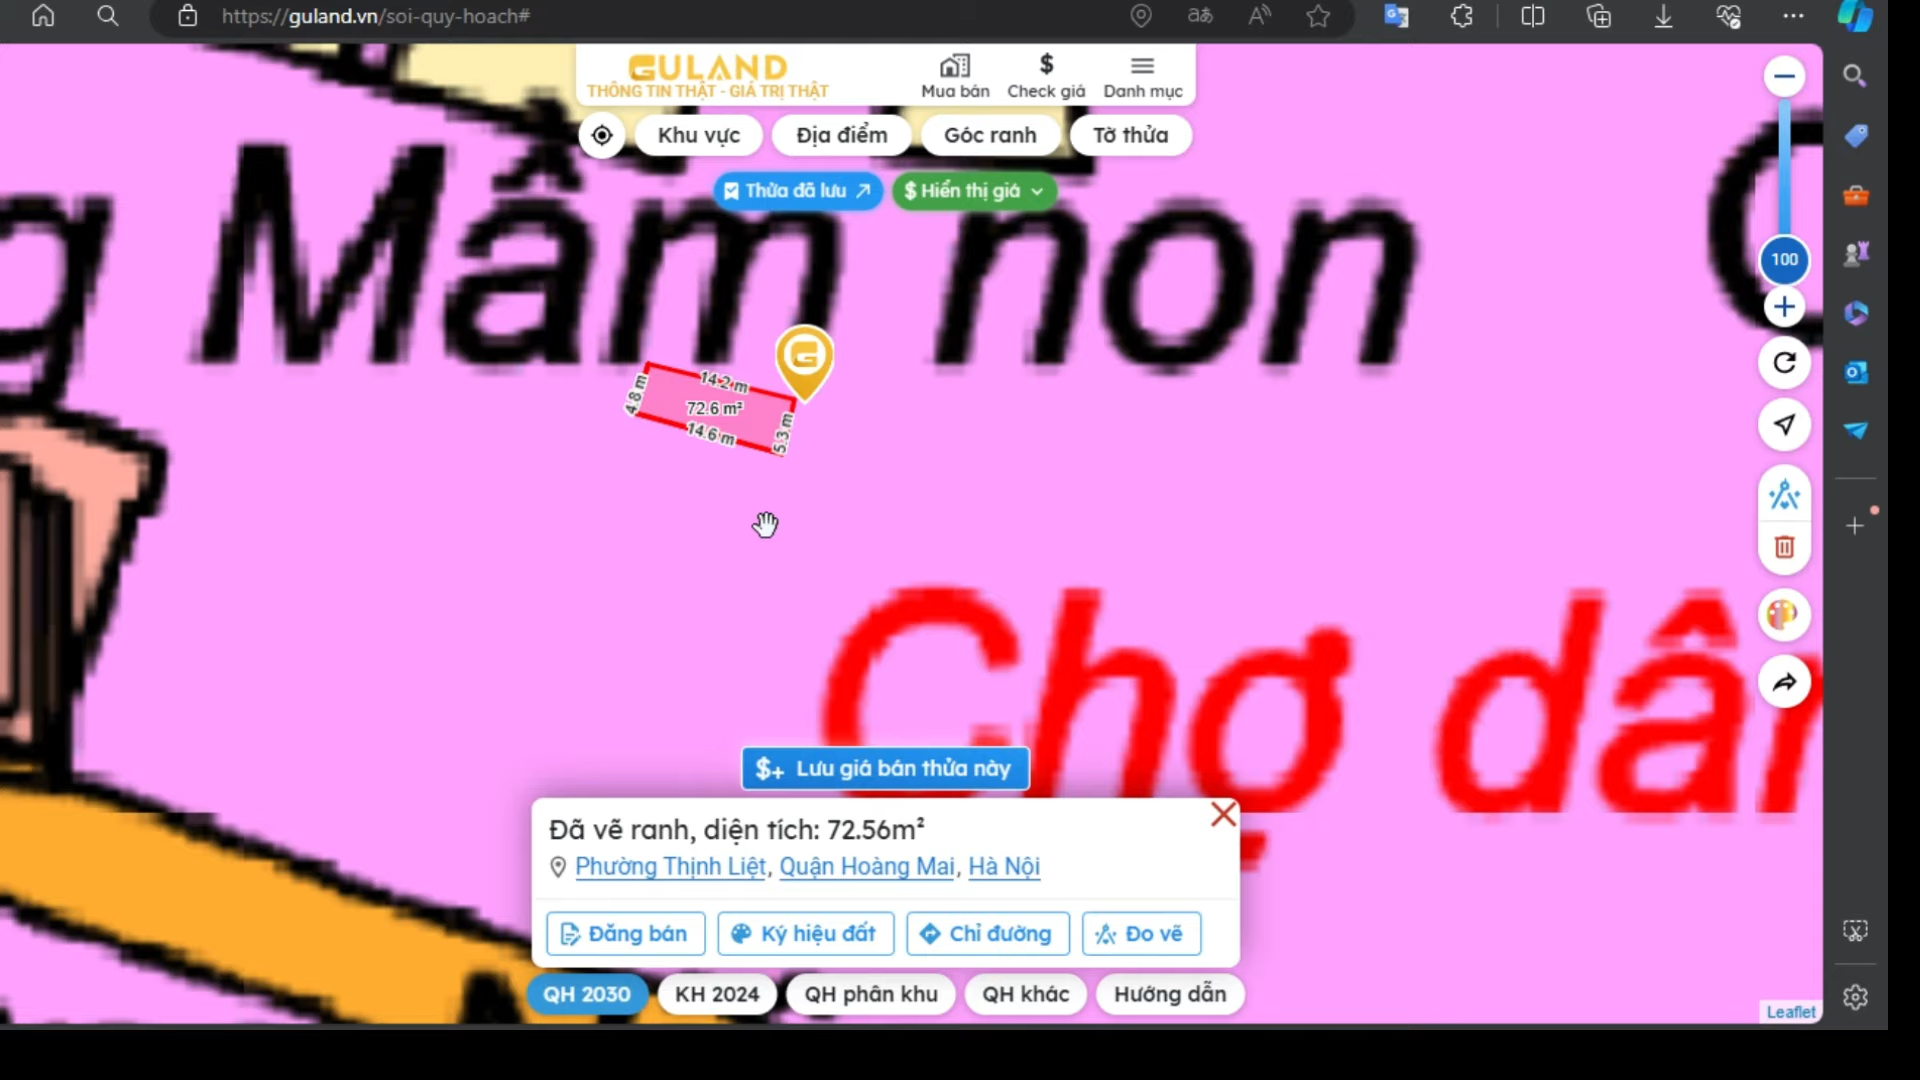 https://guland.vn/soi-quy-hoach#
GULAND
THÔNG TIN THẬT - GIÁ TRỊ THẬT
Mua bán
$ Check giá
Danh mục
Khu vực
Địa điểm
Góc ranh
Tờ thửa
Thửa đã lưu
$ Hiển thị giá
g Mầm non
100
14.2 m
4.8 m
72.6 m²
14.6 m
5.3 m
Chợ dân
$+ Lưu giá bán thửa này
Đã vẽ ranh, diện tích: 72.56m²
Phường Thịnh Liệt, Quận Hoàng Mai, Hà Nội
Đăng bán
Ký hiệu đất
Chỉ đường
Đo vẽ
QH 2030
KH 2024
QH phân khu
QH khác
Hướng dẫn
Leaflet